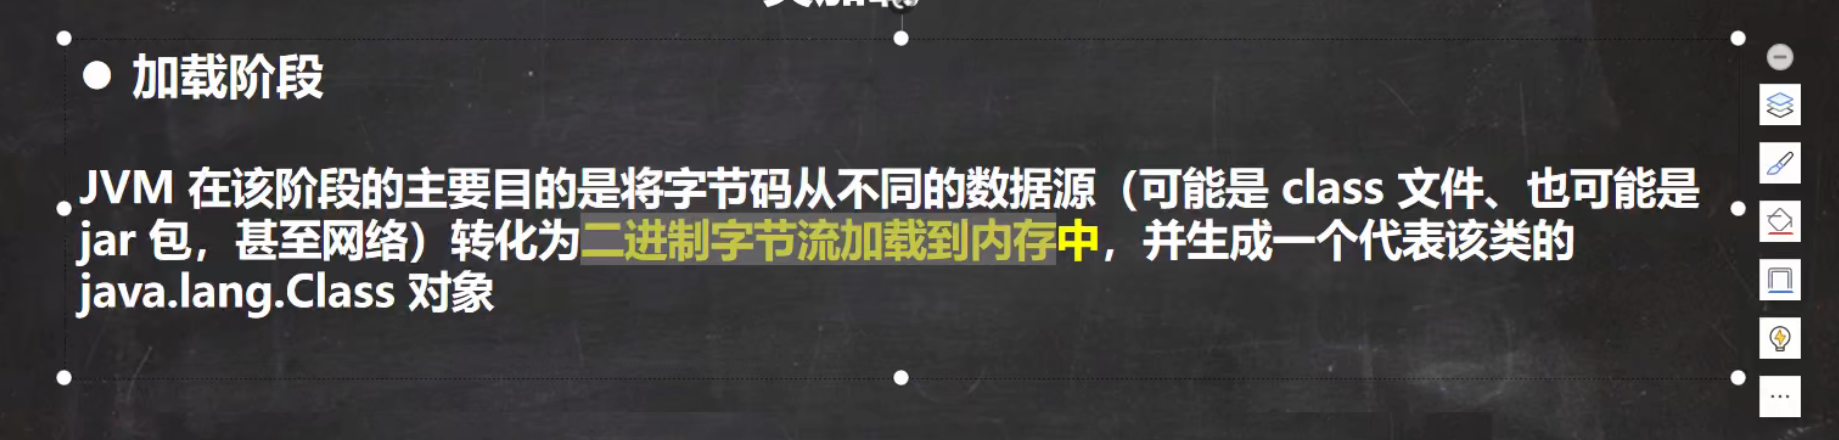 ● 加载阶段
JVM 在该阶段的主要目的是将字节码从不同的数据源（可能是 class 文件、也可能是
jar 包，甚至网络）转化为二进制字节流加载到内存中，并生成一个代表该类的
java.lang.Class 对象